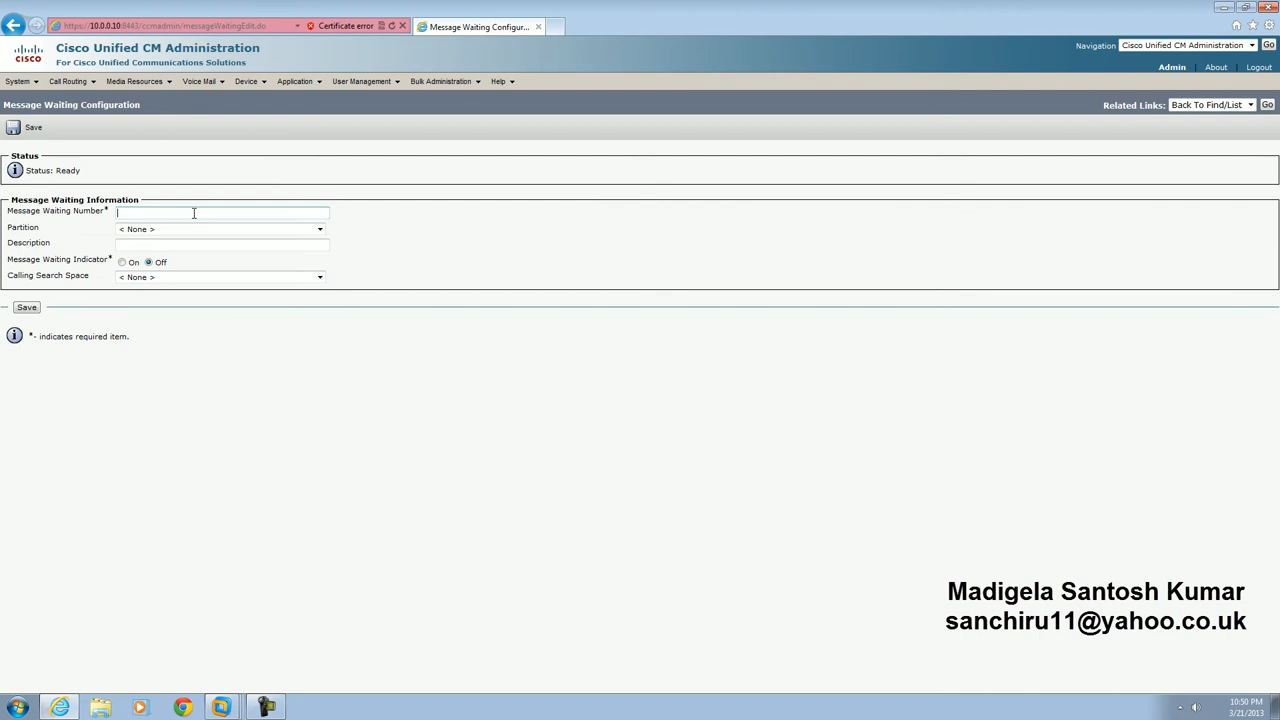 https://10.0.0.10:9443/ccmadmin/messageWaitingEdit.do
Certificate error
Message Waiting Configur...
CISCO
Cisco Unified CM Administration
For Cisco Unified Communications Solutions
Navigation Cisco Unified CM Administration Go
Admin About Logout
System Call Routing Media Resources Voice Mail Device Application User Management Bulk Administration Help
Message Waiting Configuration
Related Links: Back To Find/List Go
Save
Status
Status: Ready
Message Waiting Information
Message Waiting Number*
Partition < None >
Description
Message Waiting Indicator* On Off
Calling Search Space < None >
Save
*- indicates required item.
Madigela Santosh Kumar
sanchiru11@yahoo.co.uk
10:50 PM
3/21/2013